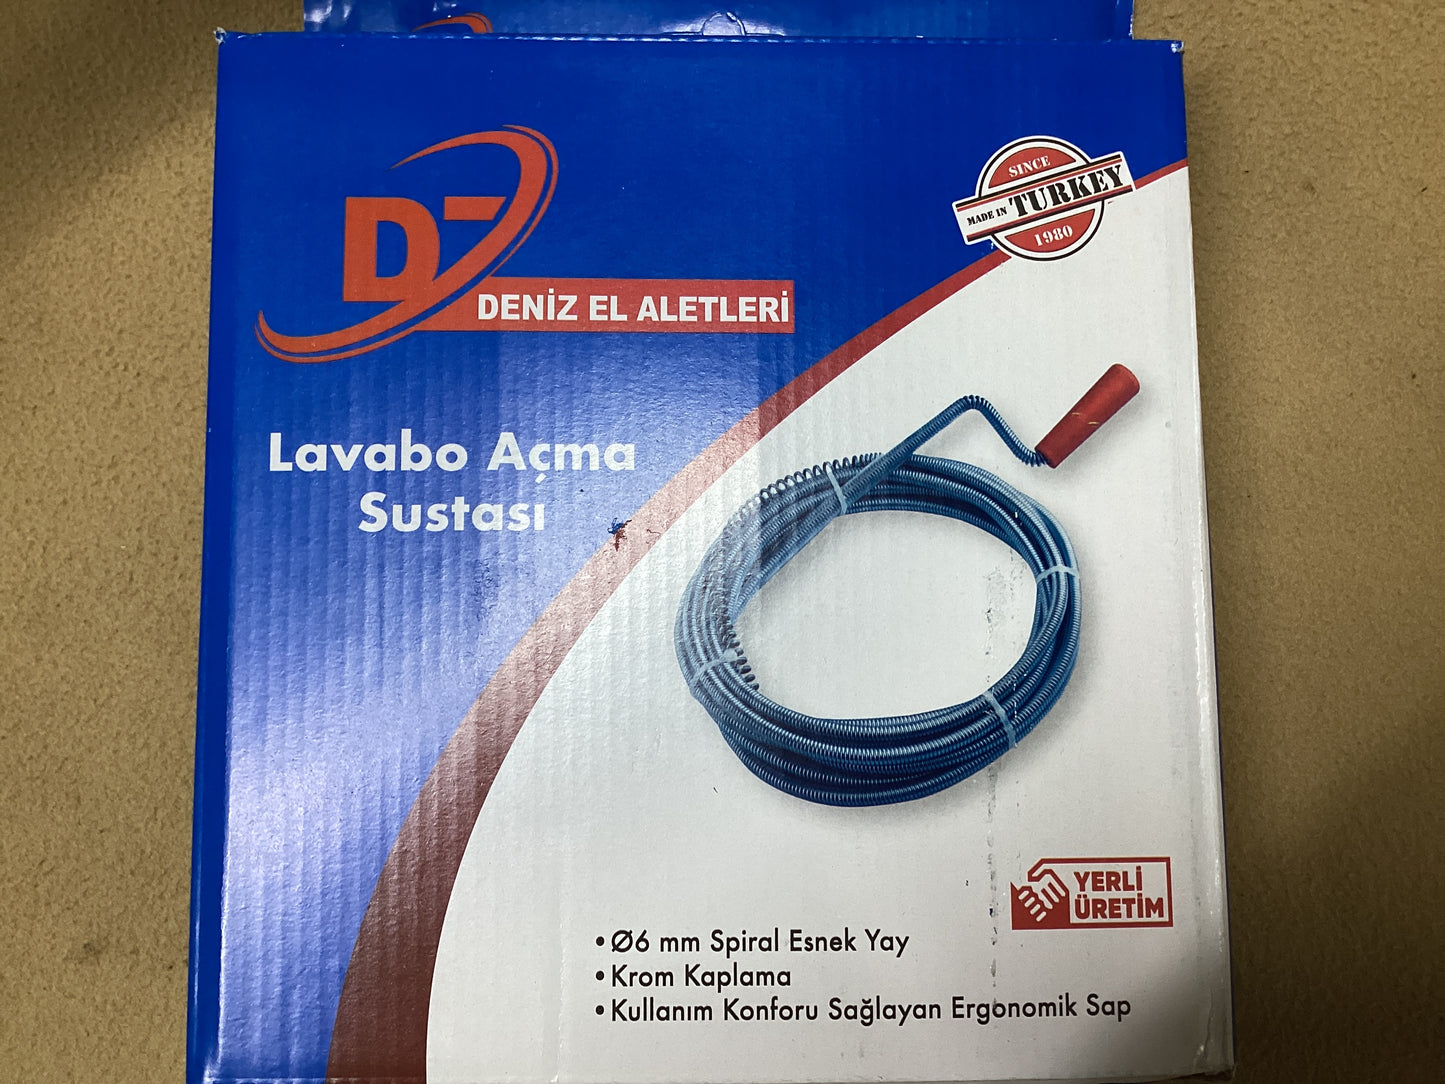 DZ
DENİZ EL ALETLERİ
SINCE
MADE IN TURKEY
1980
Lavabo Açma
Sustası
YERLİ
ÜRETİM
• Ø6 mm Spiral Esnek Yay
• Krom Kaplama
• Kullanım Konforu Sağlayan Ergonomik Sap